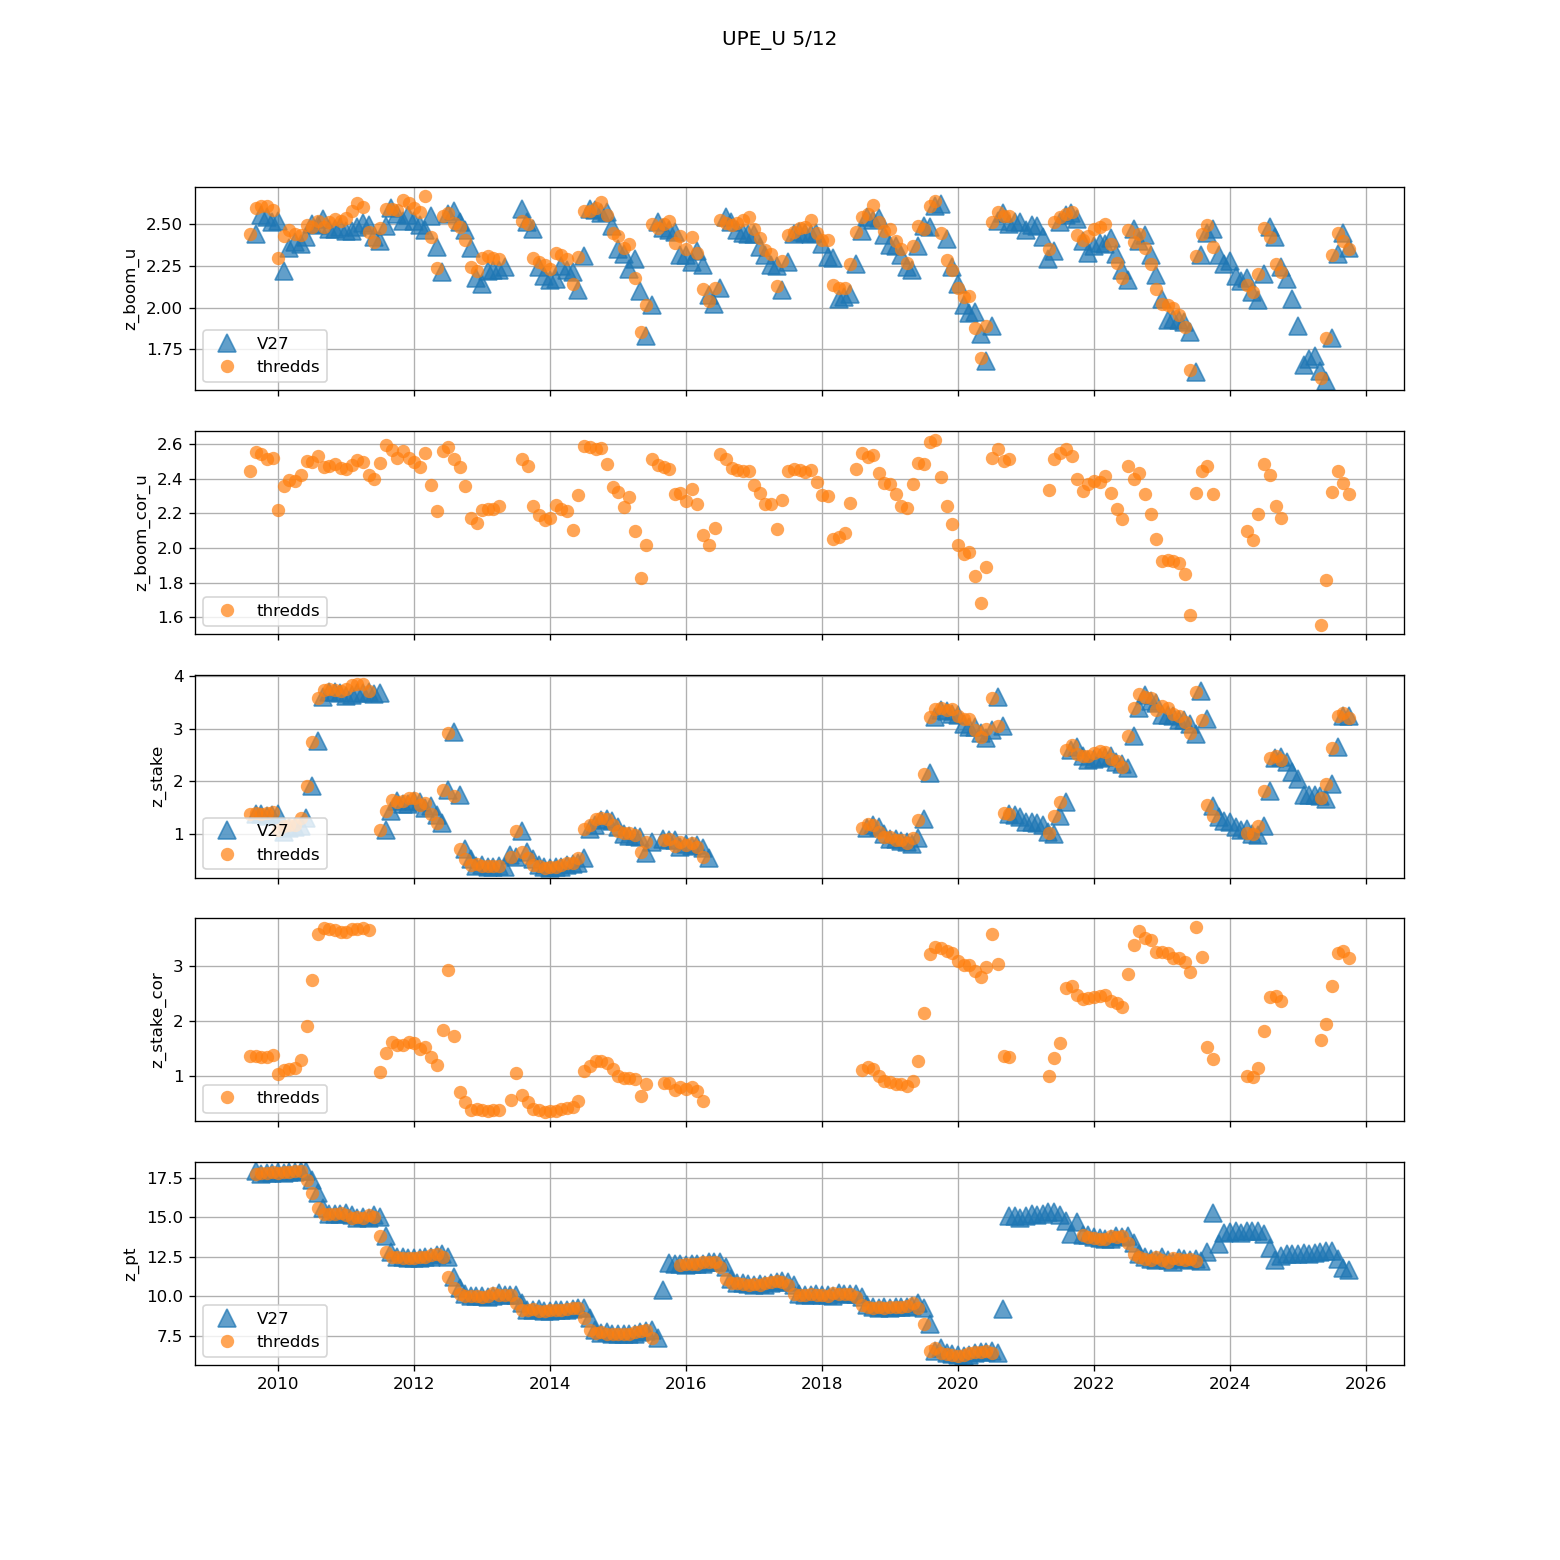 UPE_U 5/12
z_boom_u
2.50
2.25
2.00
1.75
V27
thredds
z_boom_cor_u
2.6
2.4
2.2
2.0
1.8
1.6
thredds
z_stake
4
3
2
1
V27
thredds
z_stake_cor
3
2
1
thredds
z_pt
17.5
15.0
12.5
10.0
7.5
V27
thredds
2010 2012 2014 2016 2018 2020 2022 2024 2026